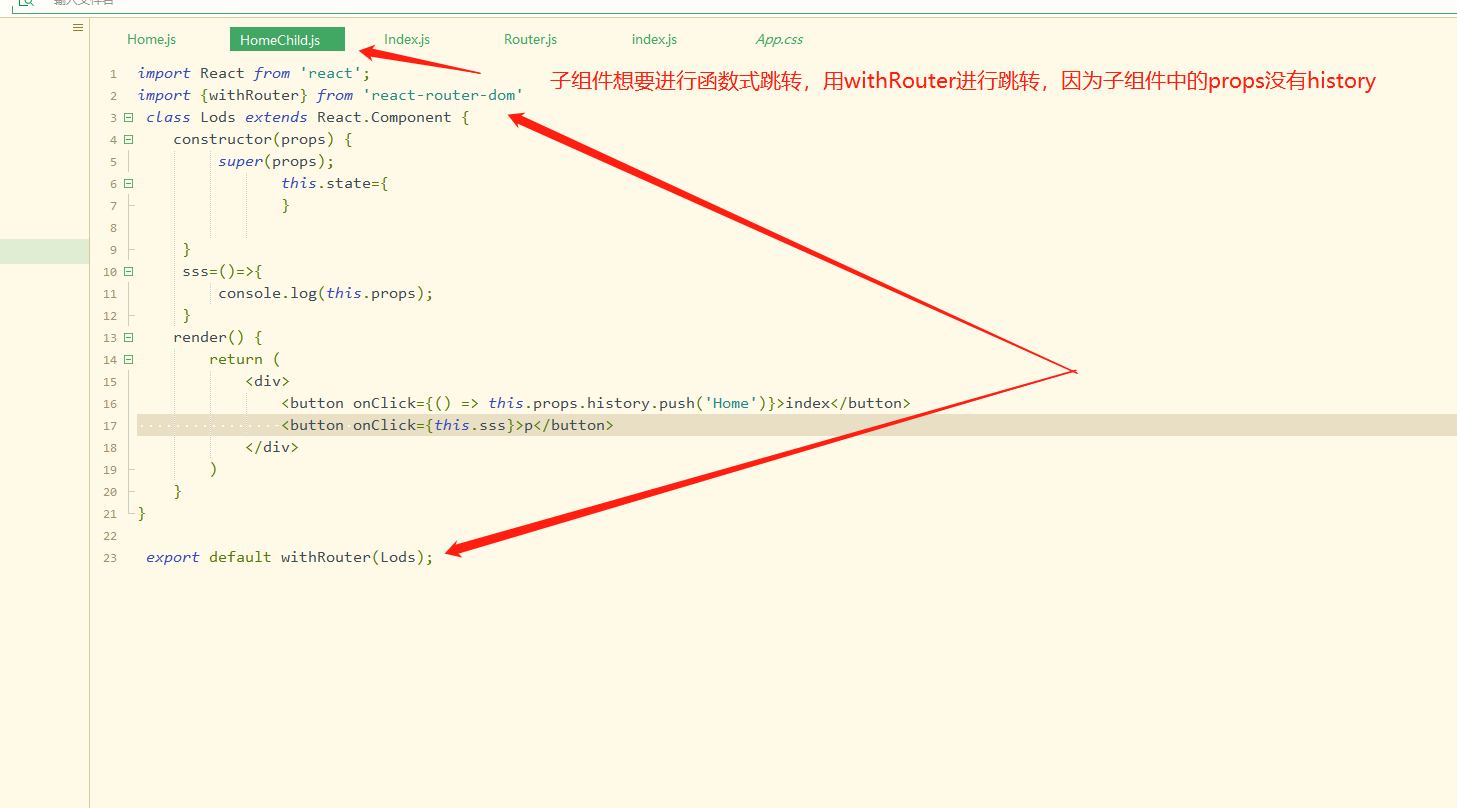 输入文件名
Home.js HomeChild.js Index.js Router.js index.js App.css
子组件想要进行函数式跳转，用withRouter进行跳转，因为子组件中的props没有history
1 import React from 'react';
2 import {withRouter} from 'react-router-dom'
3 class Lods extends React.Component {
4 constructor(props) {
5 super(props);
6 this.state={
7 }
8
9 }
10 sss=()=>{
11 console.log(this.props);
12 }
13 render() {
14 return (
15 <div>
16 <button onClick={() => this.props.history.push('Home')}>index</button>
17 <button onClick={this.sss}>p</button>
18 </div>
19 )
20 }
21 }
22
23 export default withRouter(Lods);